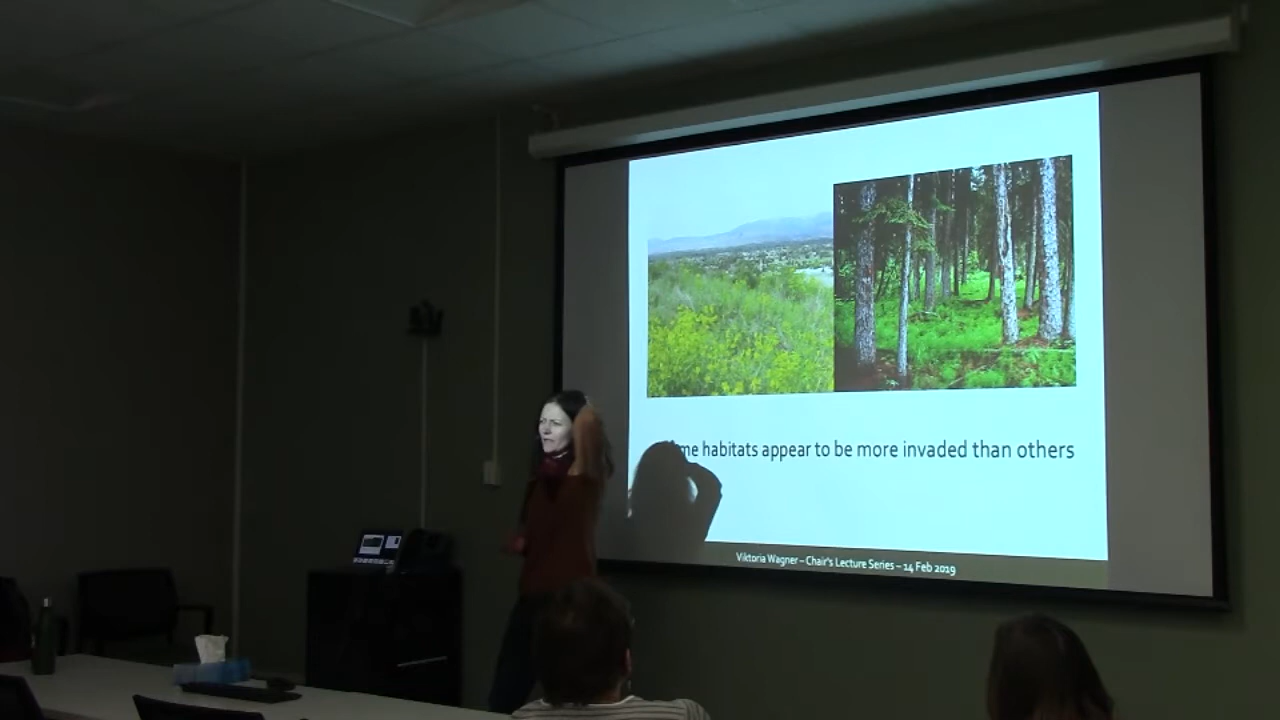 me habitats appear to be more invaded than others
Viktoria Wagner – Chair's Lecture Series – 14 Feb 2019